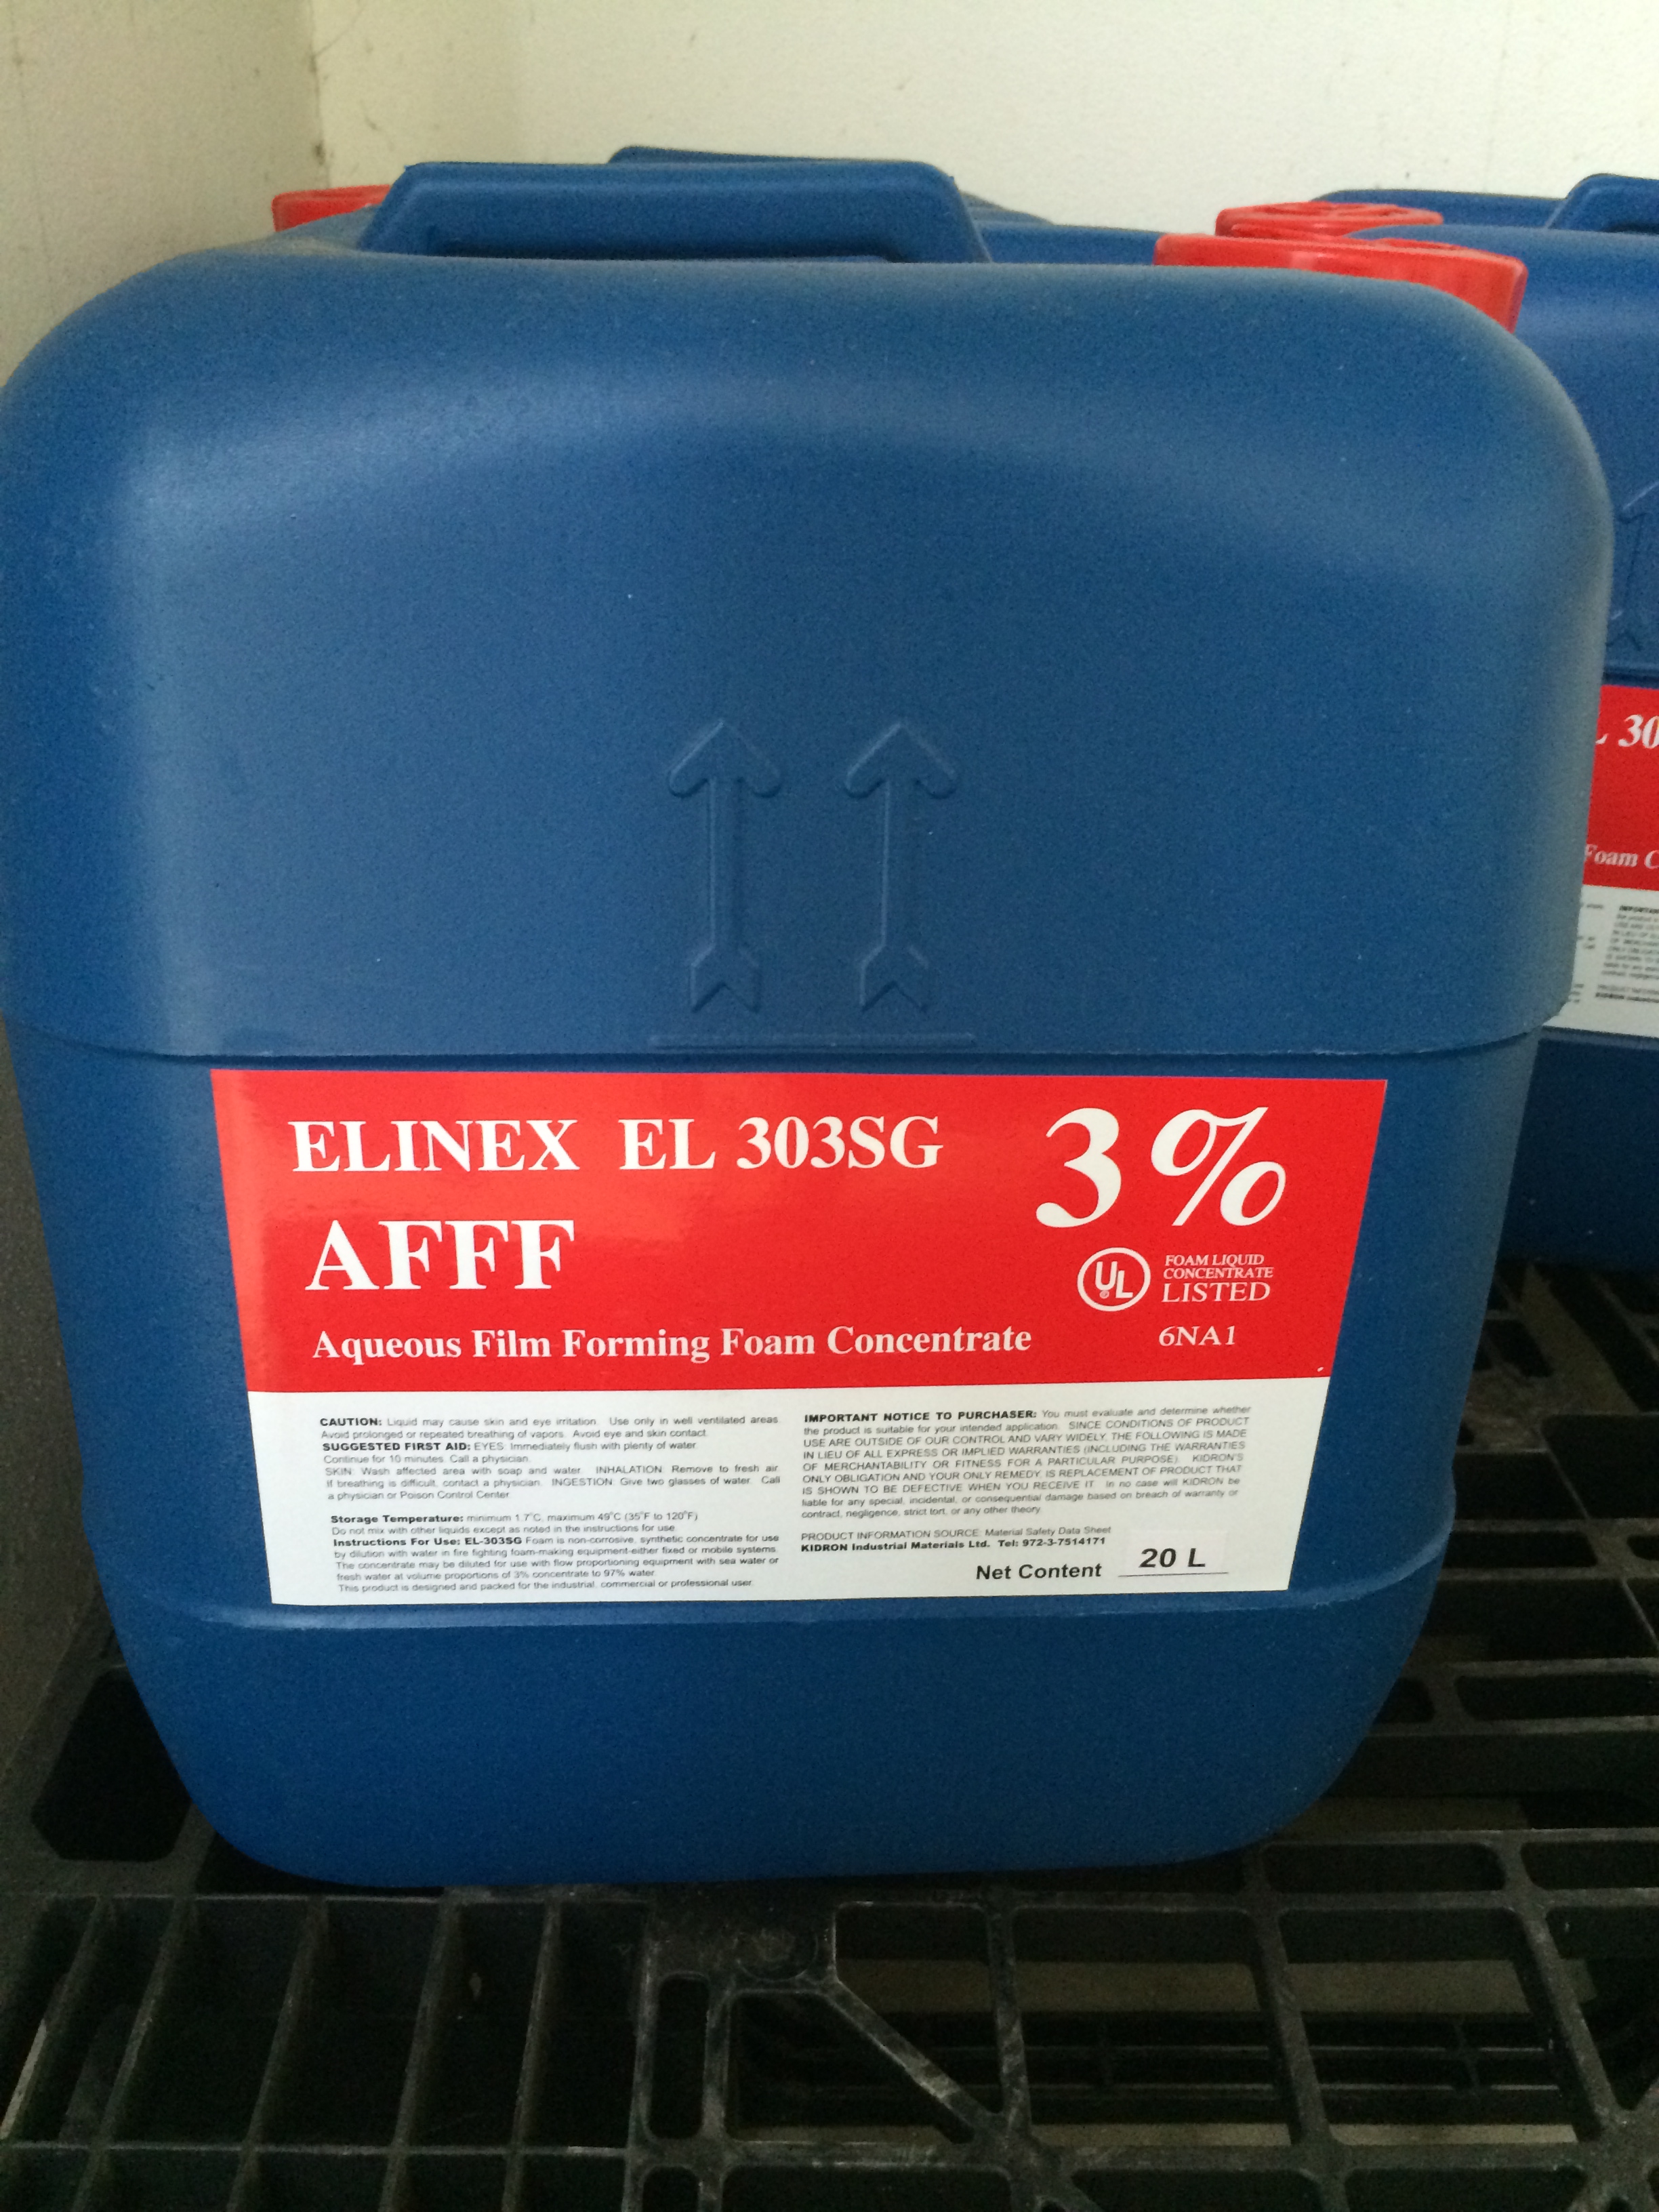 ELINEX EL 303SG
3%
AFFF
UL
FOAM LIQUID
CONCENTRATE
LISTED
Aqueous Film Forming Foam Concentrate
6NA1
CAUTION: Liquid may cause skin and eye irritation. Use only in well ventilated areas.
Avoid prolonged or repeated breathing of vapors. Avoid eye and skin contact.
SUGGESTED FIRST AID: EYES: Immediately flush with plenty of water.
Continue for 10 minutes. Call a physician.
SKIN: Wash affected area with soap and water. INHALATION: Remove to fresh air.
If breathing is difficult, contact a physician. INGESTION: Give two glasses of water. Call
a physician or Poison Control Center.
Storage Temperature: minimum 1.7°C, maximum 49°C (35°F to 120°F)
Do not mix with other liquids except as noted in the instructions for use.
Instructions For Use: EL-303SG Foam is non-corrosive, synthetic concentrate for use
by dilution with water in fire fighting foam-making equipment-either fixed or mobile systems.
The concentrate may be diluted for use with flow proportioning equipment with sea water or
fresh water at volume proportions of 3% concentrate to 97% water.
This product is designed and packed for the industrial, commercial or professional user.
IMPORTANT NOTICE TO PURCHASER: You must evaluate and determine whether
the product is suitable for your intended application. SINCE CONDITIONS OF PRODUCT
USE ARE OUTSIDE OF OUR CONTROL AND VARY WIDELY, THE FOLLOWING IS MADE
IN LIEU OF ALL EXPRESS OR IMPLIED WARRANTIES (INCLUDING THE WARRANTIES
OF MERCHANTABILITY OR FITNESS FOR A PARTICULAR PURPOSE). KIDRON'S
ONLY OBLIGATION AND YOUR ONLY REMEDY, IS REPLACEMENT OF PRODUCT THAT
IS SHOWN TO BE DEFECTIVE WHEN YOU RECEIVE IT. In no case will KIDRON be
liable for any special, incidental, or consequential damage based on breach of warranty or
contract, negligence, strict tort, or any other theory.
PRODUCT INFORMATION SOURCE: Material Safety Data Sheet
KIDRON Industrial Materials Ltd. Tel: 972-3-7514171
Net Content 20 L
L 30
Foam C